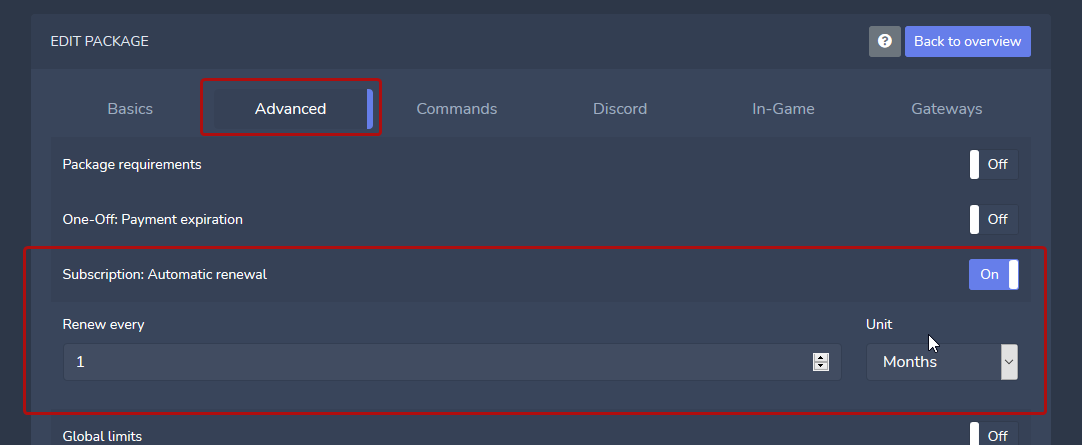 EDIT PACKAGE
? Back to overview
Basics Advanced Commands Discord In-Game Gateways
Package requirements Off
One-Off: Payment expiration Off
Subscription: Automatic renewal On
Renew every Unit
1 Months
Global limits Off